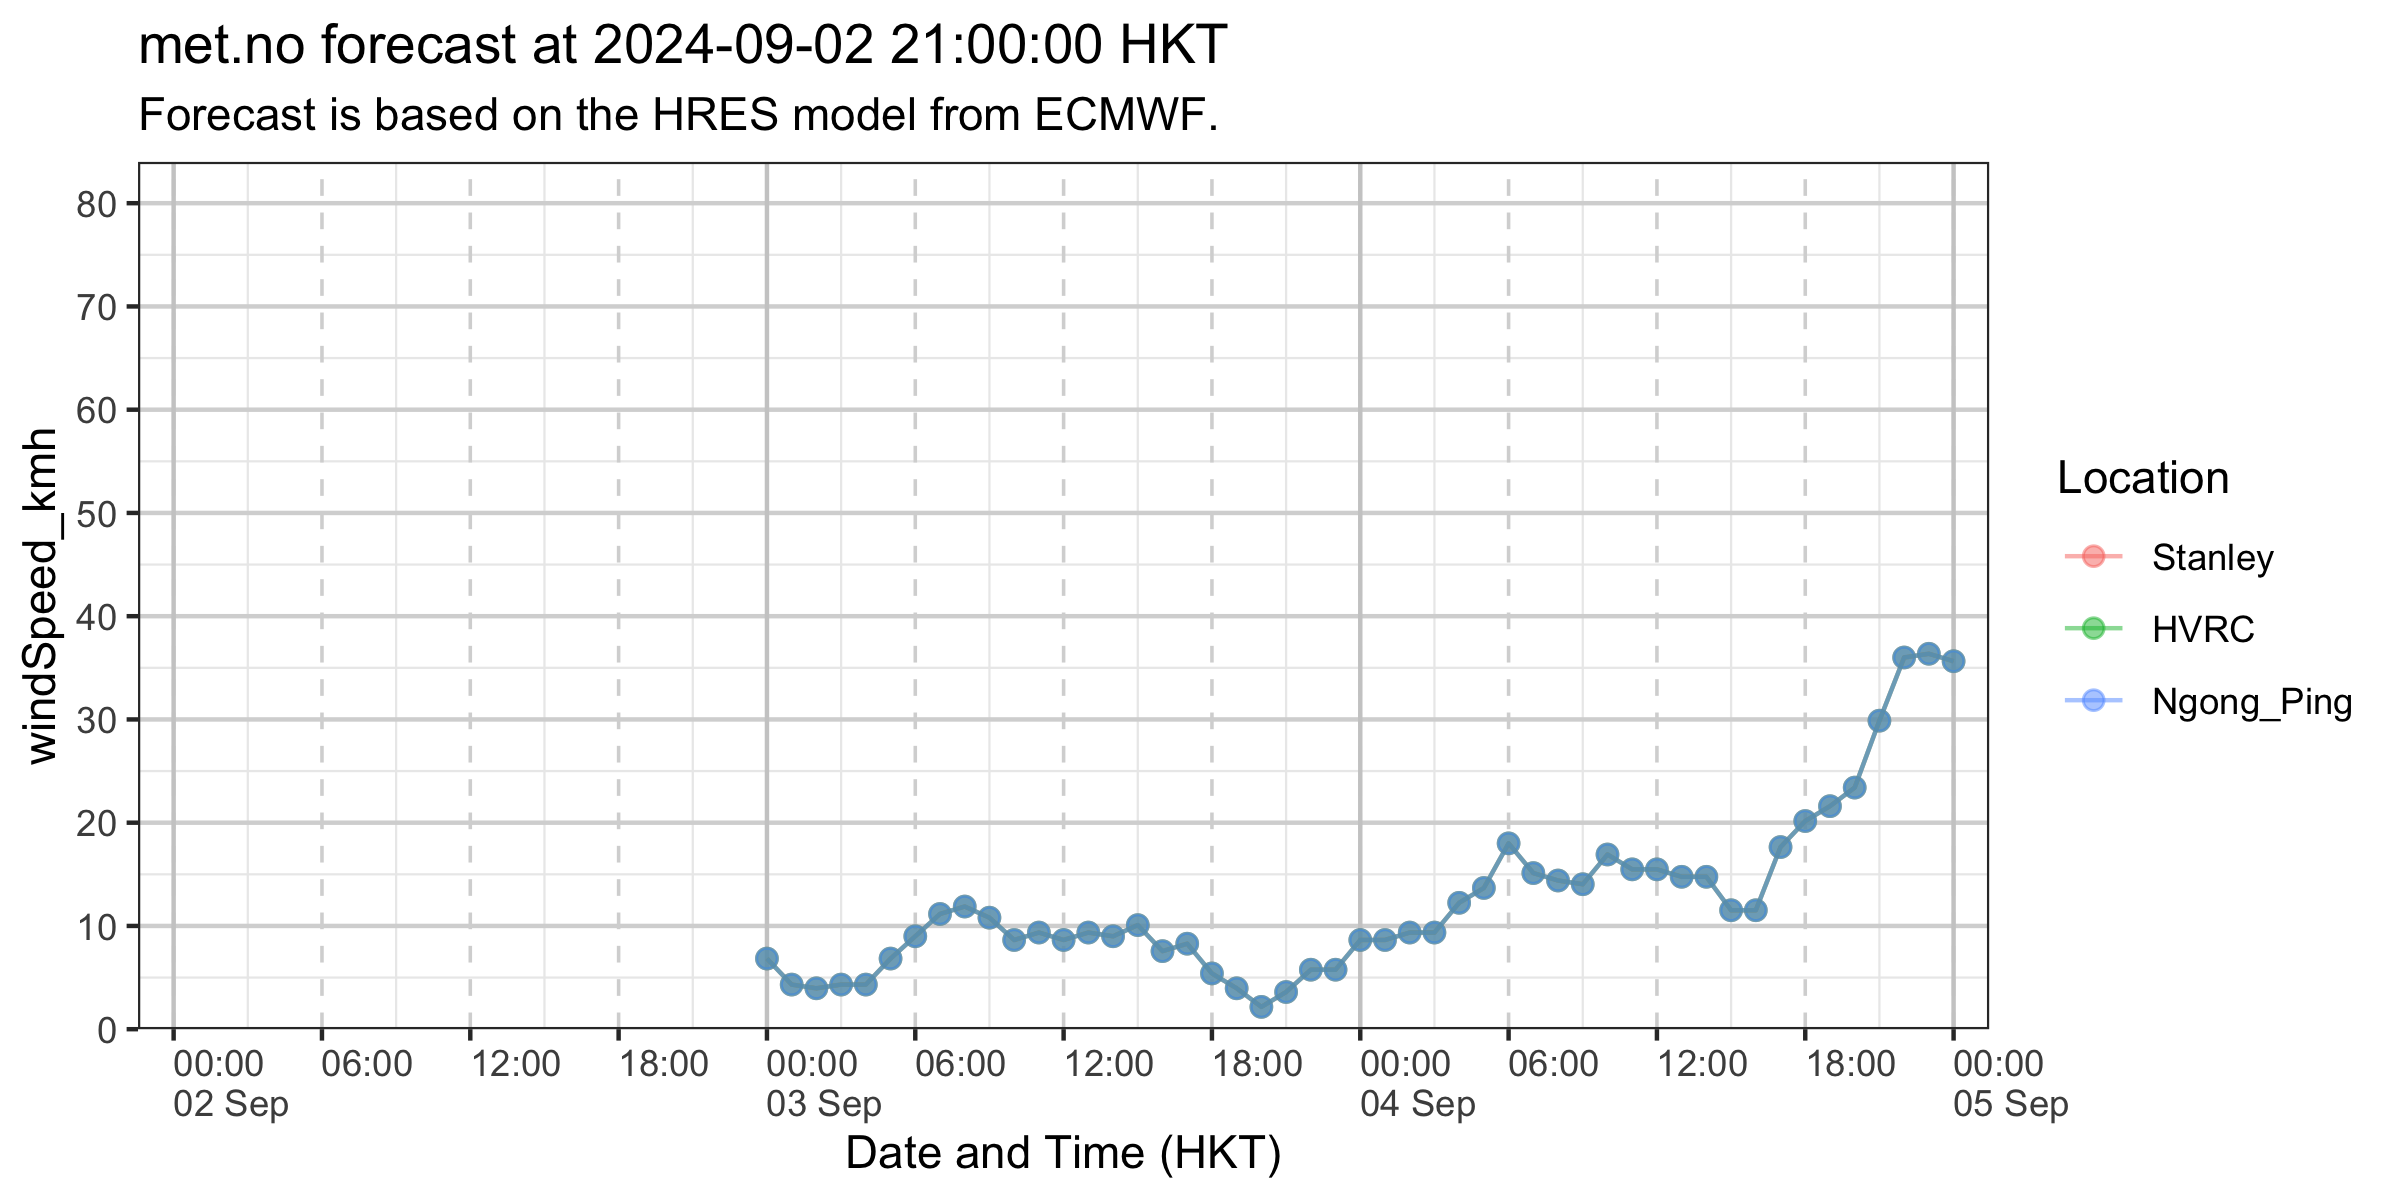 met.no forecast at 2024-09-02 21:00:00 HKT
Forecast is based on the HRES model from ECMWF.
windSpeed_kmh
80
70
60
50
40
30
20
10
0
00:00 06:00 12:00 18:00 00:00 06:00 12:00 18:00 00:00 06:00 12:00 18:00 00:00
02 Sep 03 Sep 04 Sep 05 Sep
Date and Time (HKT)
Location
Stanley
HVRC
Ngong_Ping